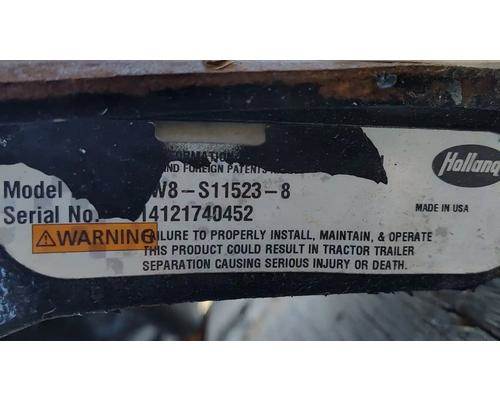 AND FOREIGN PATENTS
Holland
Model W8-S11523-8
Serial No. 14121740452
MADE IN USA
WARNING FAILURE TO PROPERLY INSTALL, MAINTAIN, & OPERATE
THIS PRODUCT COULD RESULT IN TRACTOR TRAILER
SEPARATION CAUSING SERIOUS INJURY OR DEATH.